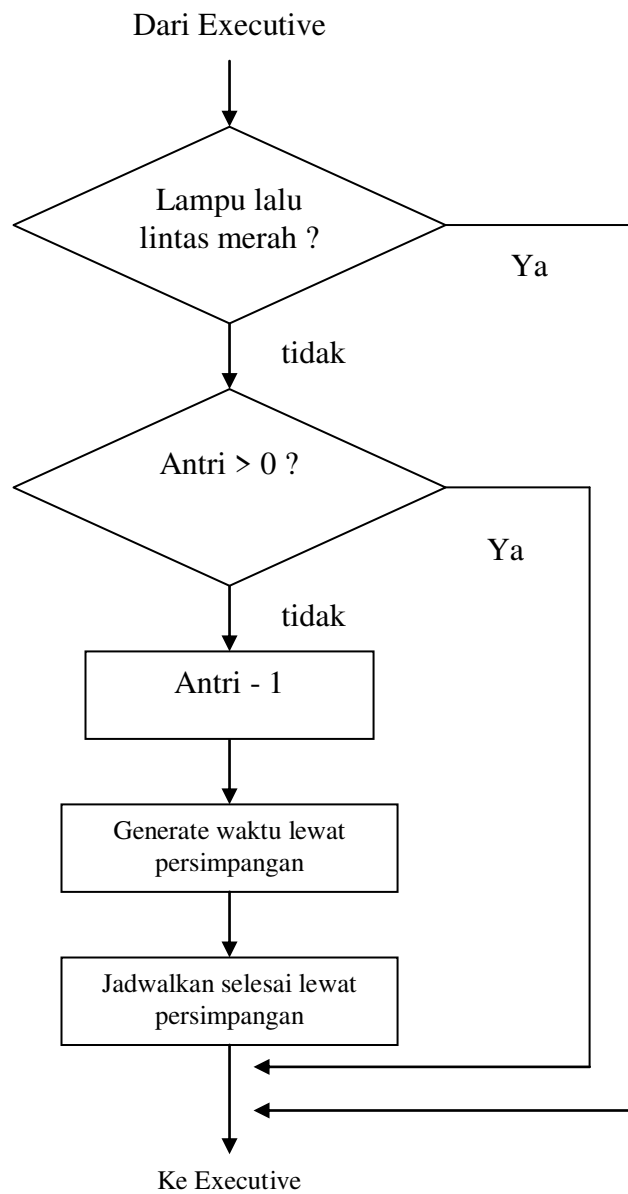 Dari Executive
Lampu lalu
lintas merah ?
Ya
tidak
Antri > 0 ?
Ya
tidak
Antri - 1
Generate waktu lewat
persimpangan
Jadwalkan selesai lewat
persimpangan
Ke Executive